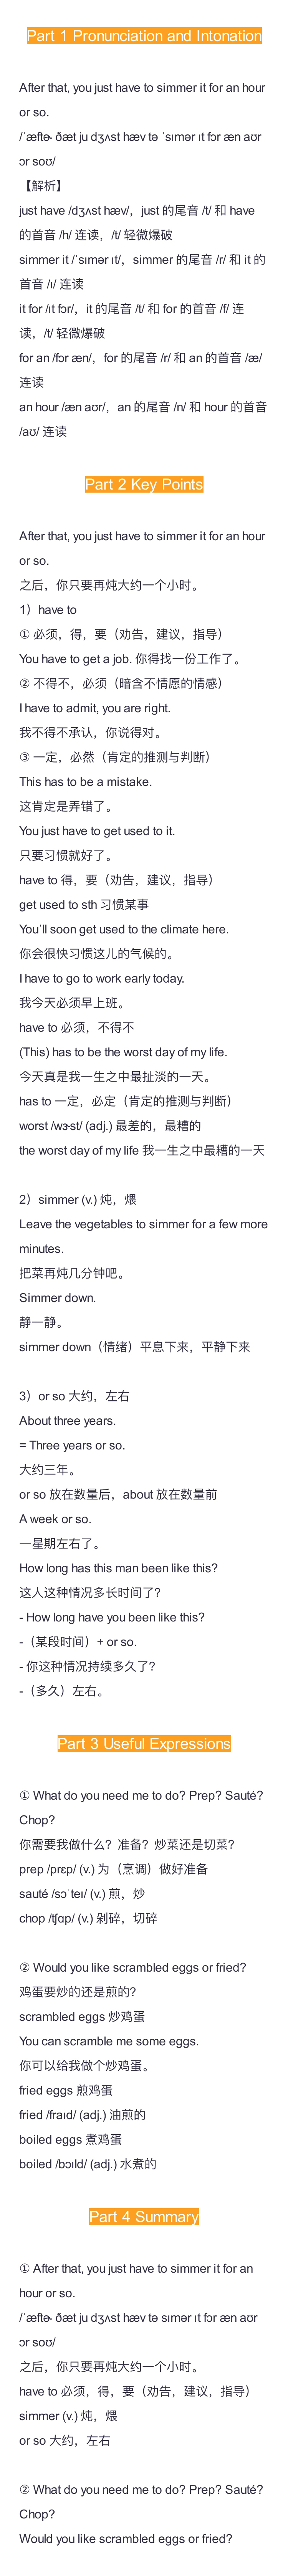 Part 1 Pronunciation and Intonation
After that, you just have to simmer it for an hour
or so.
/ˈæftɚ ðæt ju dʒʌst hæv tə ˈsɪmər ɪt fɔr æn aʊr
ɔr soʊ/
【解析】
just have /dʒʌst hæv/，just 的尾音 /t/ 和 have
的首音 /h/ 连读，/t/ 轻微爆破
simmer it /ˈsɪmər ɪt/，simmer 的尾音 /r/ 和 it 的
首音 /ɪ/ 连读
it for /ɪt fɔr/，it 的尾音 /t/ 和 for 的首音 /f/ 连
读，/t/ 轻微爆破
for an /fɔr æn/，for 的尾音 /r/ 和 an 的首音 /æ/
连读
an hour /æn aʊr/，an 的尾音 /n/ 和 hour 的首音
/aʊ/ 连读
Part 2 Key Points
After that, you just have to simmer it for an hour
or so.
之后，你只要再炖大约一个小时。
1）have to
① 必须，得，要（劝告，建议，指导）
You have to get a job. 你得找一份工作了。
② 不得不，必须（暗含不情愿的情感）
I have to admit, you are right.
我不得不承认，你说得对。
③ 一定，必然（肯定的推测与判断）
This has to be a mistake.
这肯定是弄错了。
You just have to get used to it.
只要习惯就好了。
have to 得，要（劝告，建议，指导）
get used to sth 习惯某事
You'll soon get used to the climate here.
你会很快习惯这儿的气候的。
I have to go to work early today.
我今天必须早上班。
have to 必须，不得不
(This) has to be the worst day of my life.
今天真是我一生之中最扯淡的一天。
has to 一定，必定（肯定的推测与判断）
worst /wɝst/ (adj.) 最差的，最糟的
the worst day of my life 我一生之中最糟的一天
2）simmer (v.) 炖，煨
Leave the vegetables to simmer for a few more
minutes.
把菜再炖几分钟吧。
Simmer down.
静一静。
simmer down（情绪）平息下来，平静下来
3）or so 大约，左右
About three years.
= Three years or so.
大约三年。
or so 放在数量后，about 放在数量前
A week or so.
一星期左右了。
How long has this man been like this?
这人这种情况多长时间了？
- How long have you been like this?
-（某段时间）+ or so.
- 你这种情况持续多久了？
-（多久）左右。
Part 3 Useful Expressions
① What do you need me to do? Prep? Sauté?
Chop?
你需要我做什么？准备？炒菜还是切菜？
prep /prɛp/ (v.) 为（烹调）做好准备
sauté /sɔˈteɪ/ (v.) 煎，炒
chop /tʃɑp/ (v.) 剁碎，切碎
② Would you like scrambled eggs or fried?
鸡蛋要炒的还是煎的？
scrambled eggs 炒鸡蛋
You can scramble me some eggs.
你可以给我做个炒鸡蛋。
fried eggs 煎鸡蛋
fried /fraɪd/ (adj.) 油煎的
boiled eggs 煮鸡蛋
boiled /bɔɪld/ (adj.) 水煮的
Part 4 Summary
① After that, you just have to simmer it for an
hour or so.
/ˈæftɚ ðæt ju dʒʌst hæv tə sɪmər ɪt fɔr æn aʊr
ɔr soʊ/
之后，你只要再炖大约一个小时。
have to 必须，得，要（劝告，建议，指导）
simmer (v.) 炖，煨
or so 大约，左右
② What do you need me to do? Prep? Sauté?
Chop?
Would you like scrambled eggs or fried?